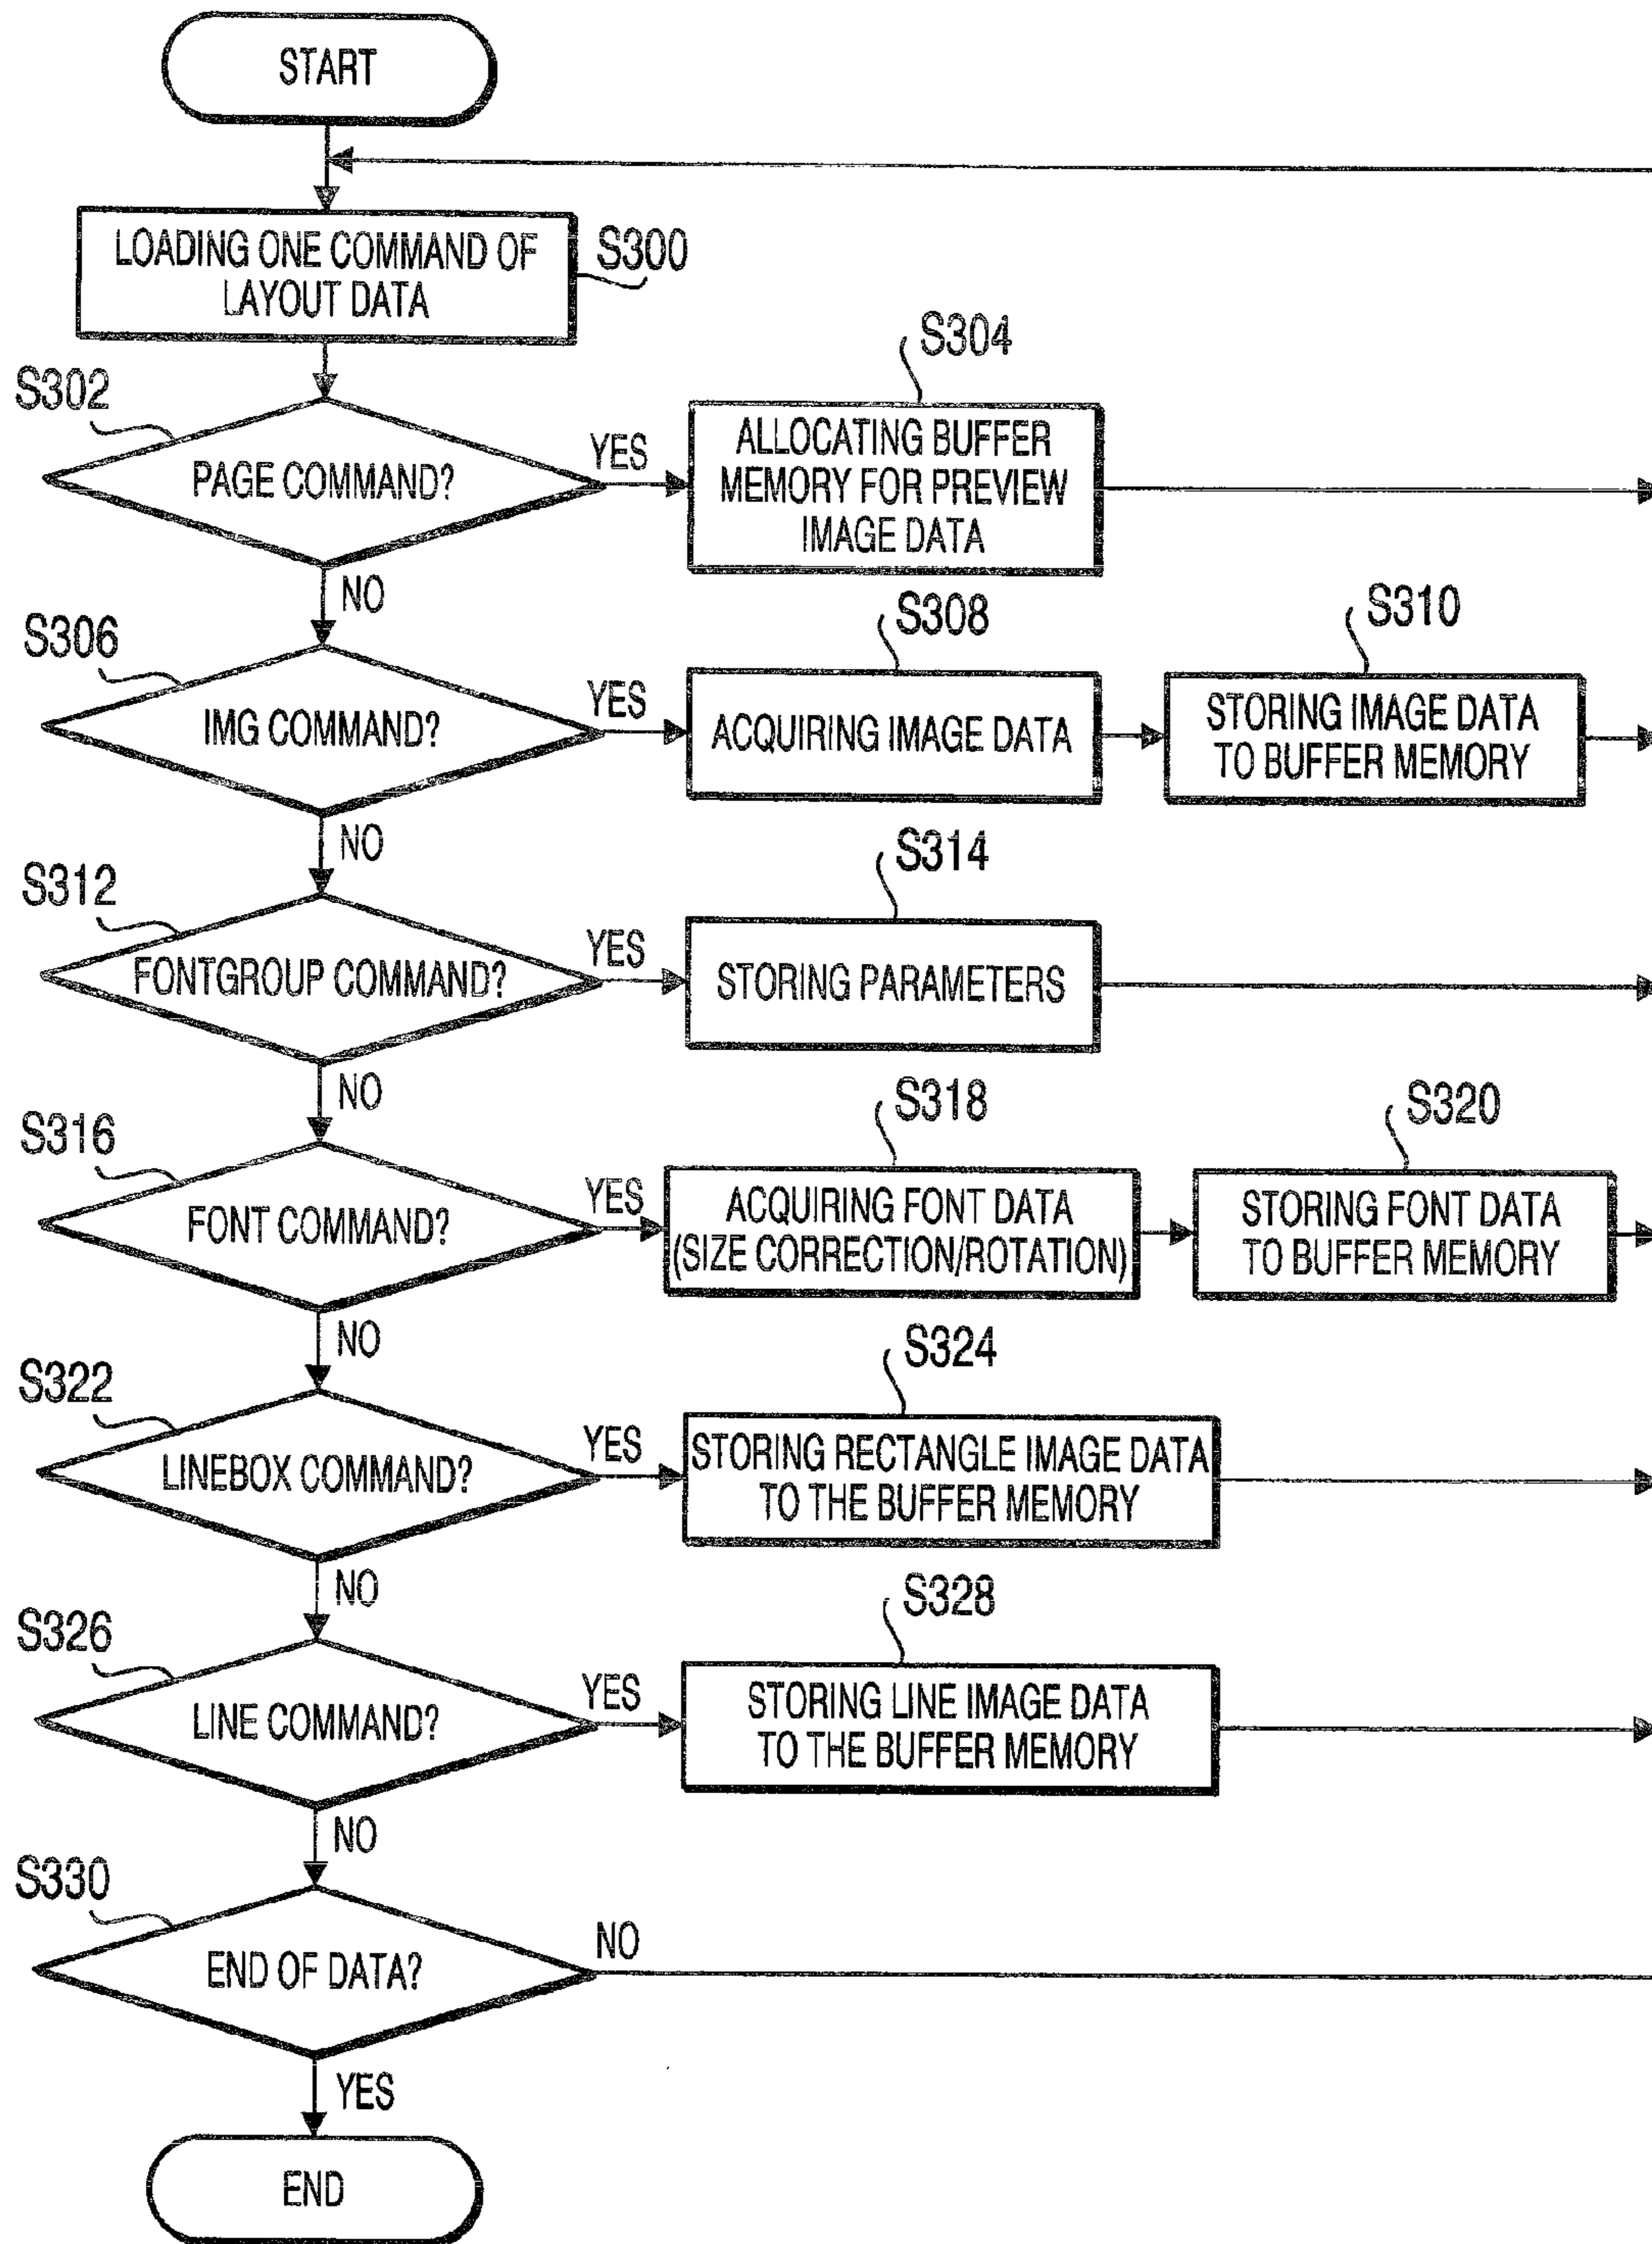 START
LOADING ONE COMMAND OF
LAYOUT DATA
S300
S302
PAGE COMMAND?
YES
S304
ALLOCATING BUFFER
MEMORY FOR PREVIEW
IMAGE DATA
NO
S306
IMG COMMAND?
YES
S308
ACQUIRING IMAGE DATA
S310
STORING IMAGE DATA
TO BUFFER MEMORY
NO
S312
FONTGROUP COMMAND?
YES
S314
STORING PARAMETERS
NO
S316
FONT COMMAND?
YES
S318
ACQUIRING FONT DATA
(SIZE CORRECTION/ROTATION)
S320
STORING FONT DATA
TO BUFFER MEMORY
NO
S322
LINEBOX COMMAND?
YES
S324
STORING RECTANGLE IMAGE DATA
TO THE BUFFER MEMORY
NO
S326
LINE COMMAND?
YES
S328
STORING LINE IMAGE DATA
TO THE BUFFER MEMORY
NO
S330
END OF DATA?
NO
YES
END